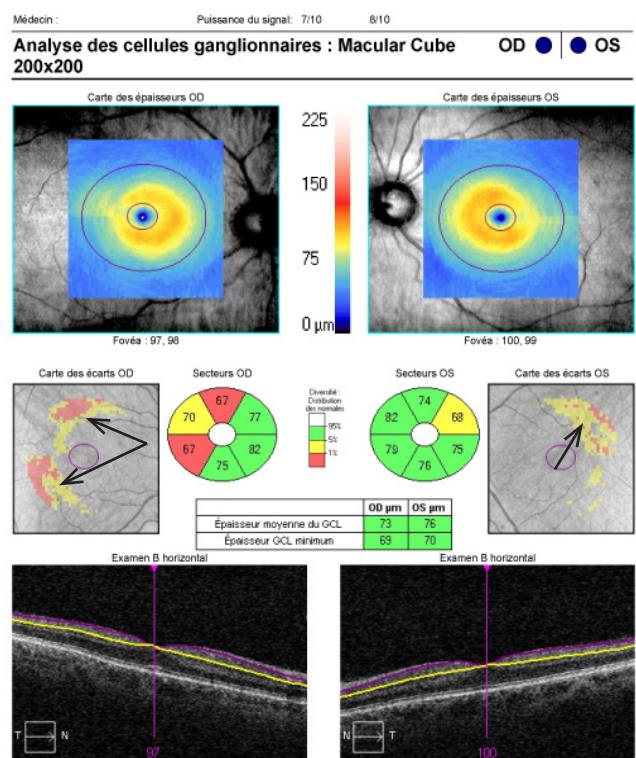 Médecin : Puissance du signal: 7/10 8/10
Analyse des cellules ganglionnaires : Macular Cube 200x200 OD OS
Carte des épaisseurs OD Carte des épaisseurs OS
225
150
75
0 µm
Fovéa : 97, 98 Fovéa : 100, 99
Carte des écarts OD Secteurs OD Secteurs OS Carte des écarts OS
Diversité :
Distribution
des normales
95%
5%
1%
67
70 77
67 82
75
74
82 68
79 75
76
OD µm OS µm
Épaisseur moyenne du GCL 73 76
Épaisseur GCL minimum 69 70
Examen B horizontal Examen B horizontal
T N 97
N T 100